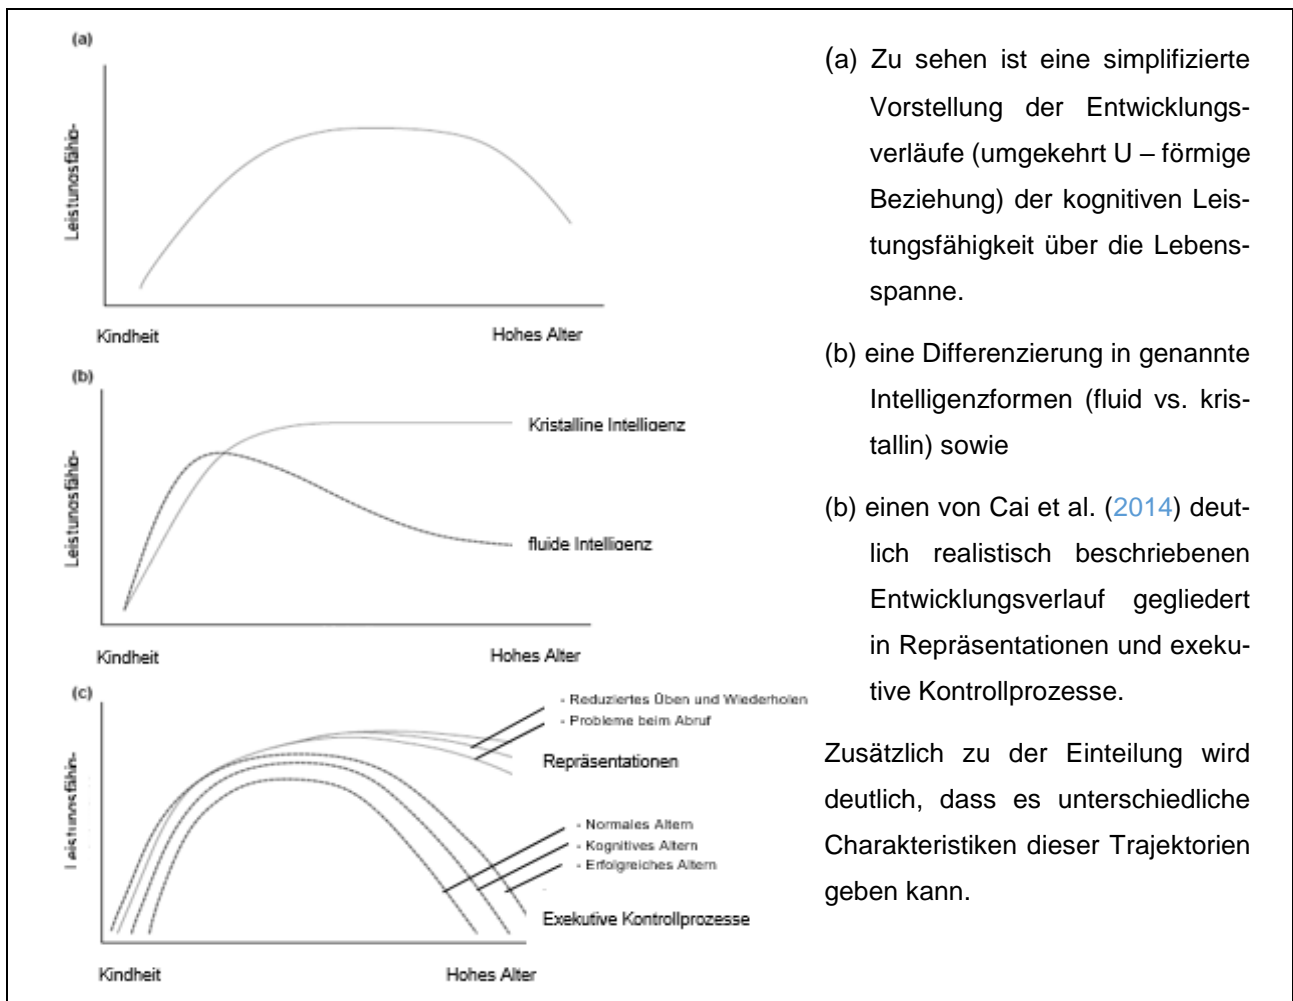 (a)
Leistungsfähig-
Kindheit
Hohes Alter
(b)
Leistungsfähig-
Kristalline Intelligenz
fluide Intelligenz
Kindheit
Hohes Alter
(c)
Leistungsfähig-
- Reduziertes Üben und Wiederholen
- Probleme beim Abruf
Repräsentationen
- Normales Altern
- Kognitives Altern
- Erfolgreiches Altern
Exekutive Kontrollprozesse
Kindheit
Hohes Alter
(a) Zu sehen ist eine simplifizierte
Vorstellung der Entwicklungs-
verläufe (umgekehrt U – förmige
Beziehung) der kognitiven Leis-
tungsfähigkeit über die Lebens-
spanne.
(b) eine Differenzierung in genannte
Intelligenzformen (fluid vs. kris-
tallin) sowie
(b) einen von Cai et al. (2014) deut-
lich realistisch beschriebenen
Entwicklungsverlauf gegliedert
in Repräsentationen und exeku-
tive Kontrollprozesse.
Zusätzlich zu der Einteilung wird
deutlich, dass es unterschiedliche
Charakteristiken dieser Trajektorien
geben kann.